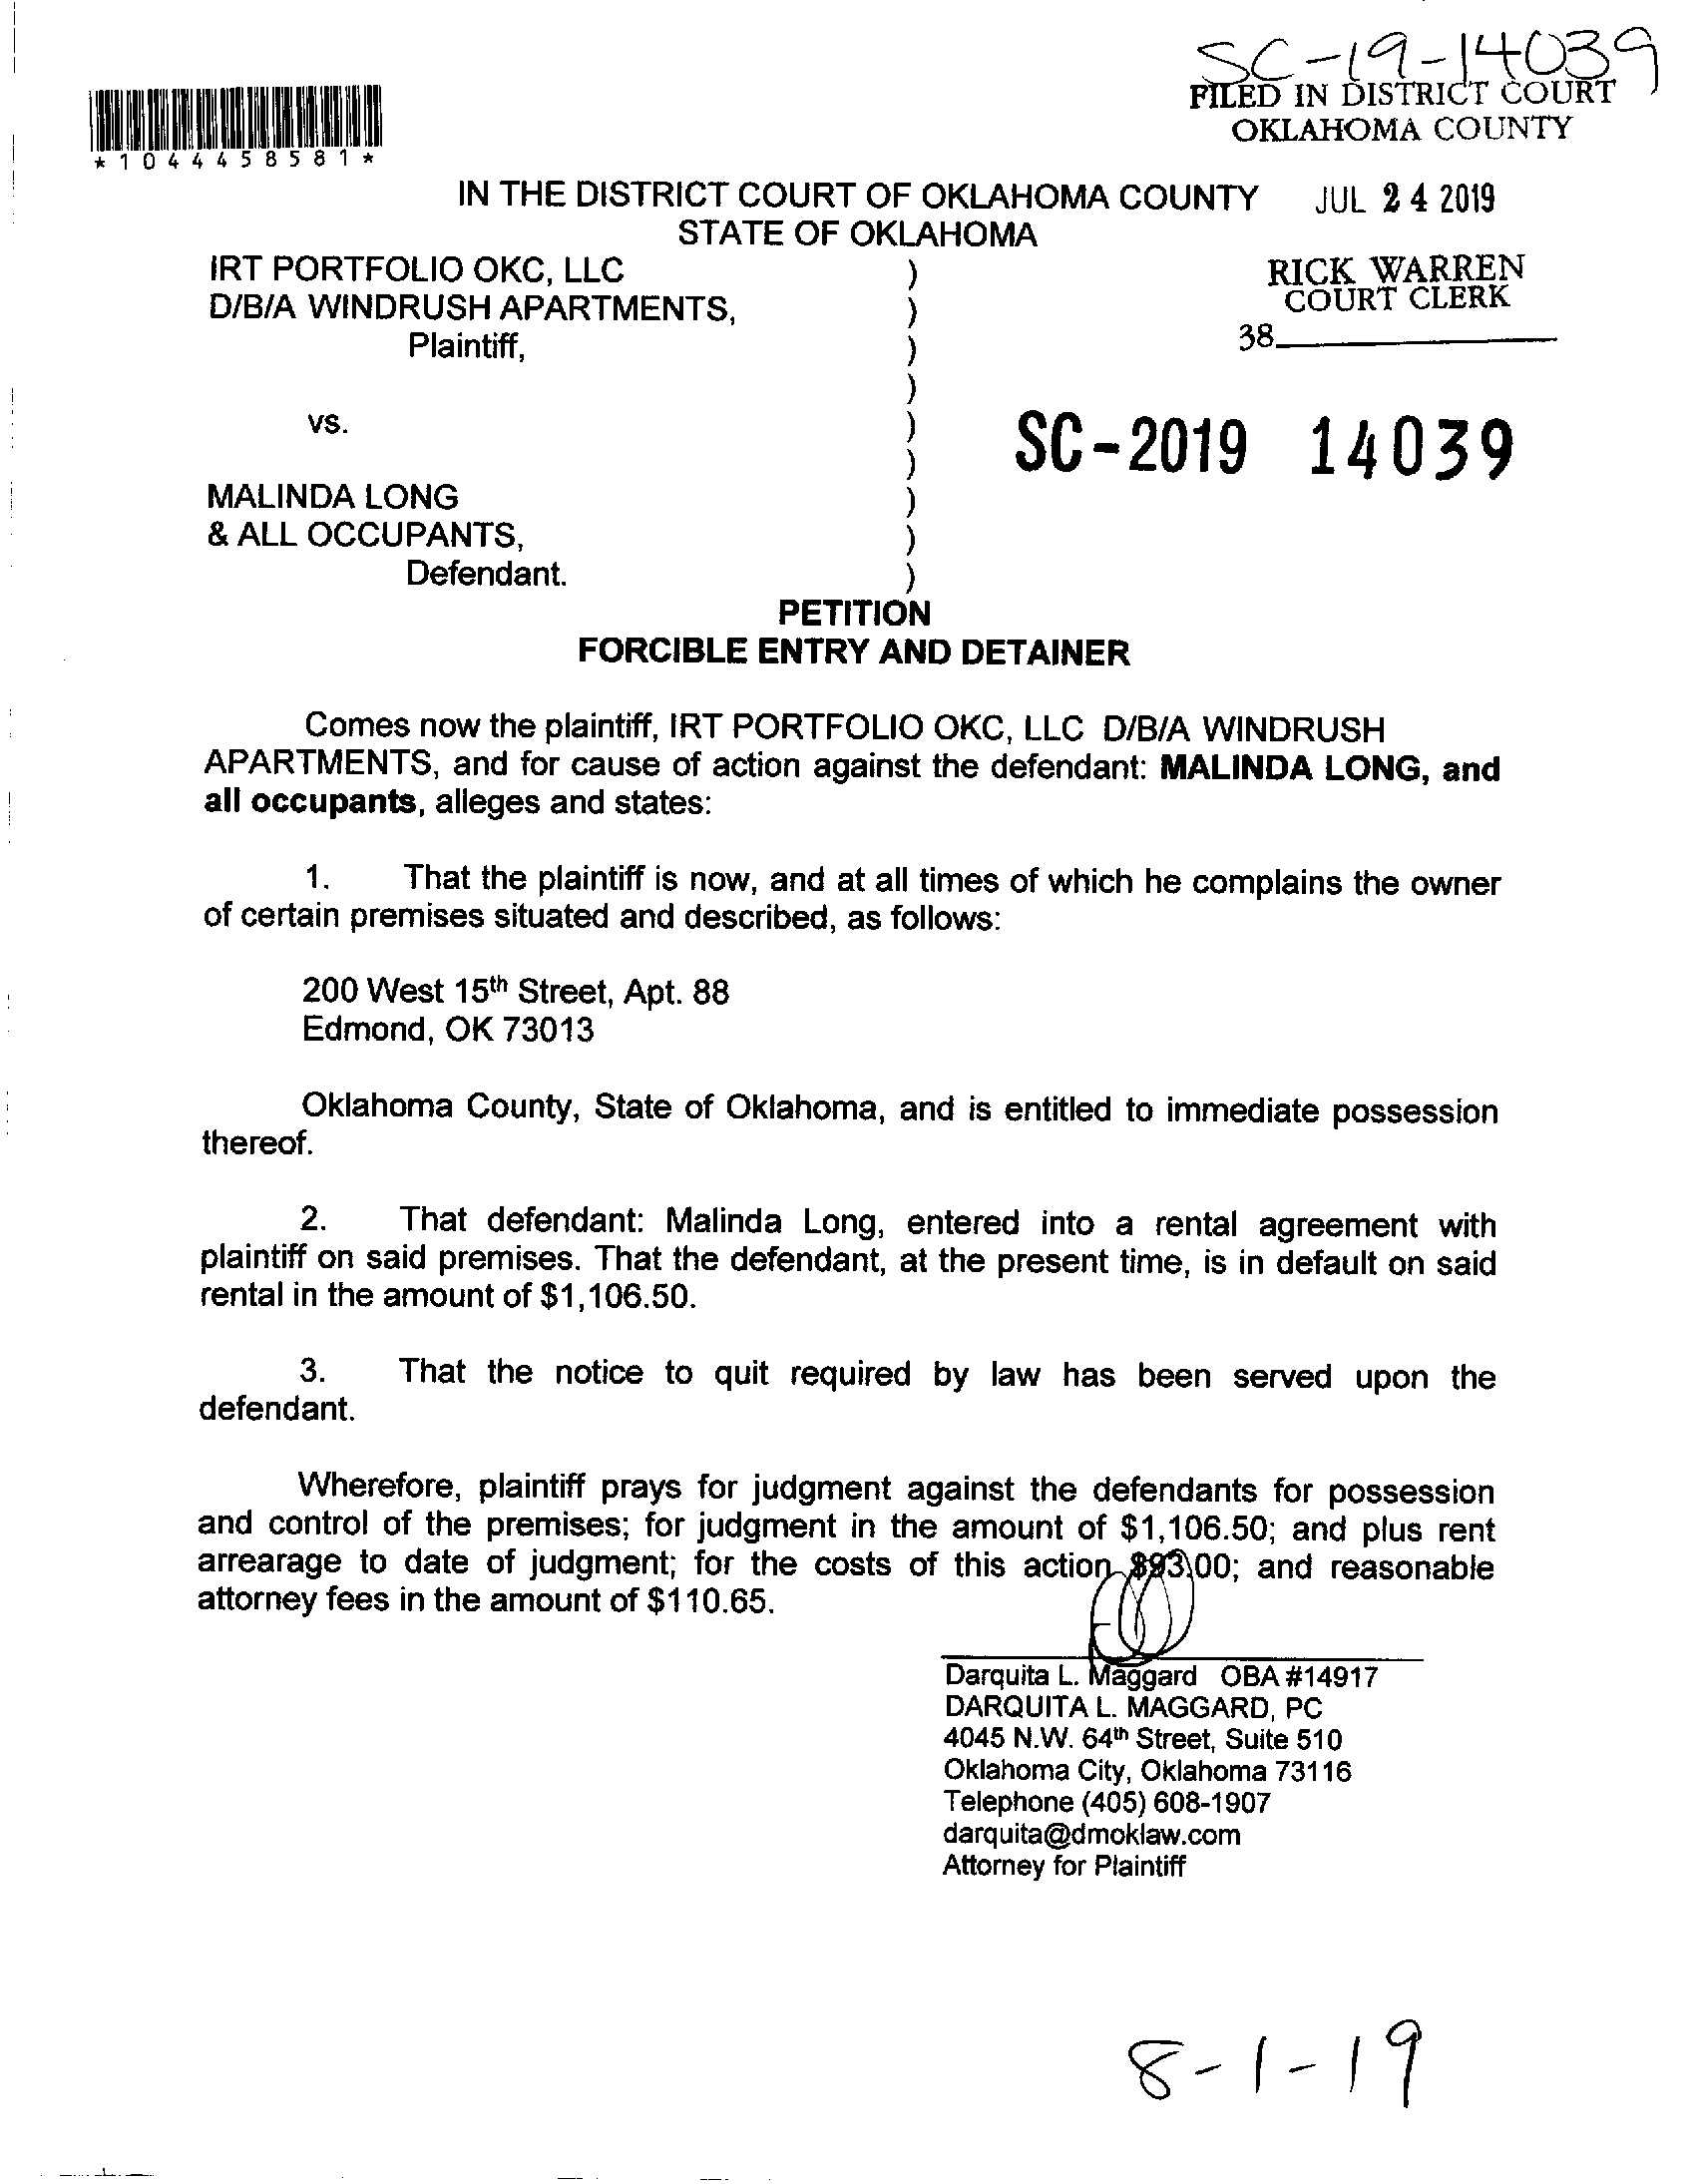 SC-19-14039
FILED IN DISTRICT COURT
OKLAHOMA COUNTY
*1044458581*
IN THE DISTRICT COURT OF OKLAHOMA COUNTY
JUL 24 2019
STATE OF OKLAHOMA
IRT PORTFOLIO OKC, LLC )
RICK WARREN
COURT CLERK
D/B/A WINDRUSH APARTMENTS, )
38
Plaintiff, )
)
vs. )
SC-2019 14039
)
MALINDA LONG )
& ALL OCCUPANTS, )
Defendant. )
PETITION
FORCIBLE ENTRY AND DETAINER
Comes now the plaintiff, IRT PORTFOLIO OKC, LLC D/B/A WINDRUSH
APARTMENTS, and for cause of action against the defendant: MALINDA LONG, and
all occupants, alleges and states:
1. That the plaintiff is now, and at all times of which he complains the owner
of certain premises situated and described, as follows:
200 West 15th Street, Apt. 88
Edmond, OK 73013
Oklahoma County, State of Oklahoma, and is entitled to immediate possession
thereof.
2. That defendant: Malinda Long, entered into a rental agreement with
plaintiff on said premises. That the defendant, at the present time, is in default on said
rental in the amount of $1,106.50.
3. That the notice to quit required by law has been served upon the
defendant.
Wherefore, plaintiff prays for judgment against the defendants for possession
and control of the premises; for judgment in the amount of $1,106.50; and plus rent
arrearage to date of judgment; for the costs of this action $93.00; and reasonable
attorney fees in the amount of $110.65.
Darquita L. Maggard OBA #14917
DARQUITA L. MAGGARD, PC
4045 N.W. 64th Street, Suite 510
Oklahoma City, Oklahoma 73116
Telephone (405) 608-1907
darquita@dmoklaw.com
Attorney for Plaintiff
8-1-19